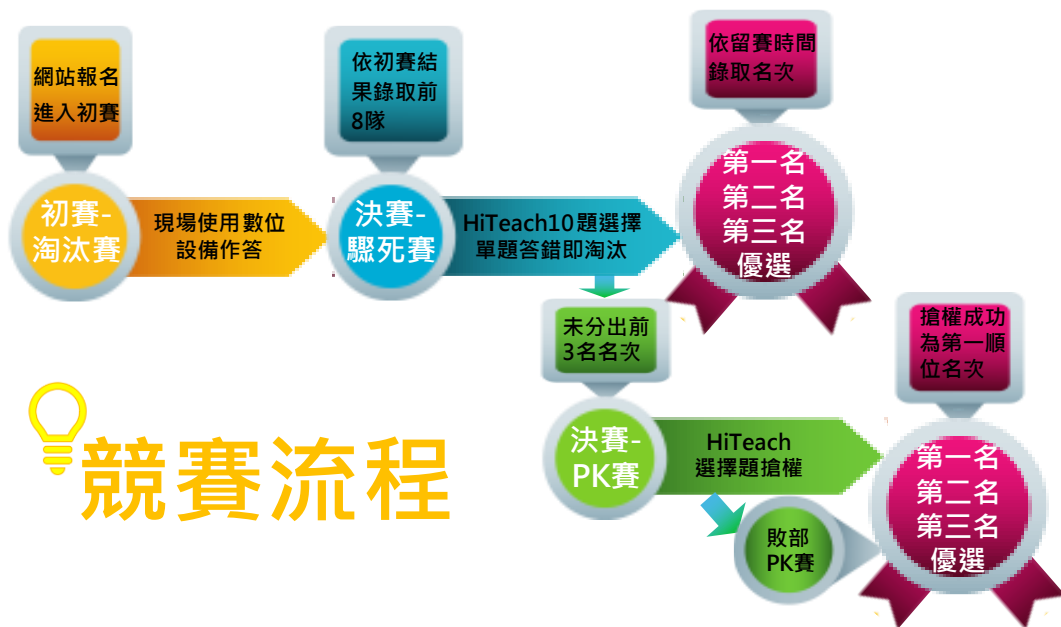 網站報名
進入初賽
依初賽結
果錄取前
8隊
依留賽時間
錄取名次
初賽-
淘汰賽
現場使用數位
設備作答
決賽-
驟死賽
HiTeach10題選擇
單題答錯即淘汰
第一名
第二名
第三名
優選
未分出前
3名名次
搶權成功
為第一順
位名次
競賽流程
決賽-
PK賽
HiTeach
選擇題搶權
敗部
PK賽
第一名
第二名
第三名
優選